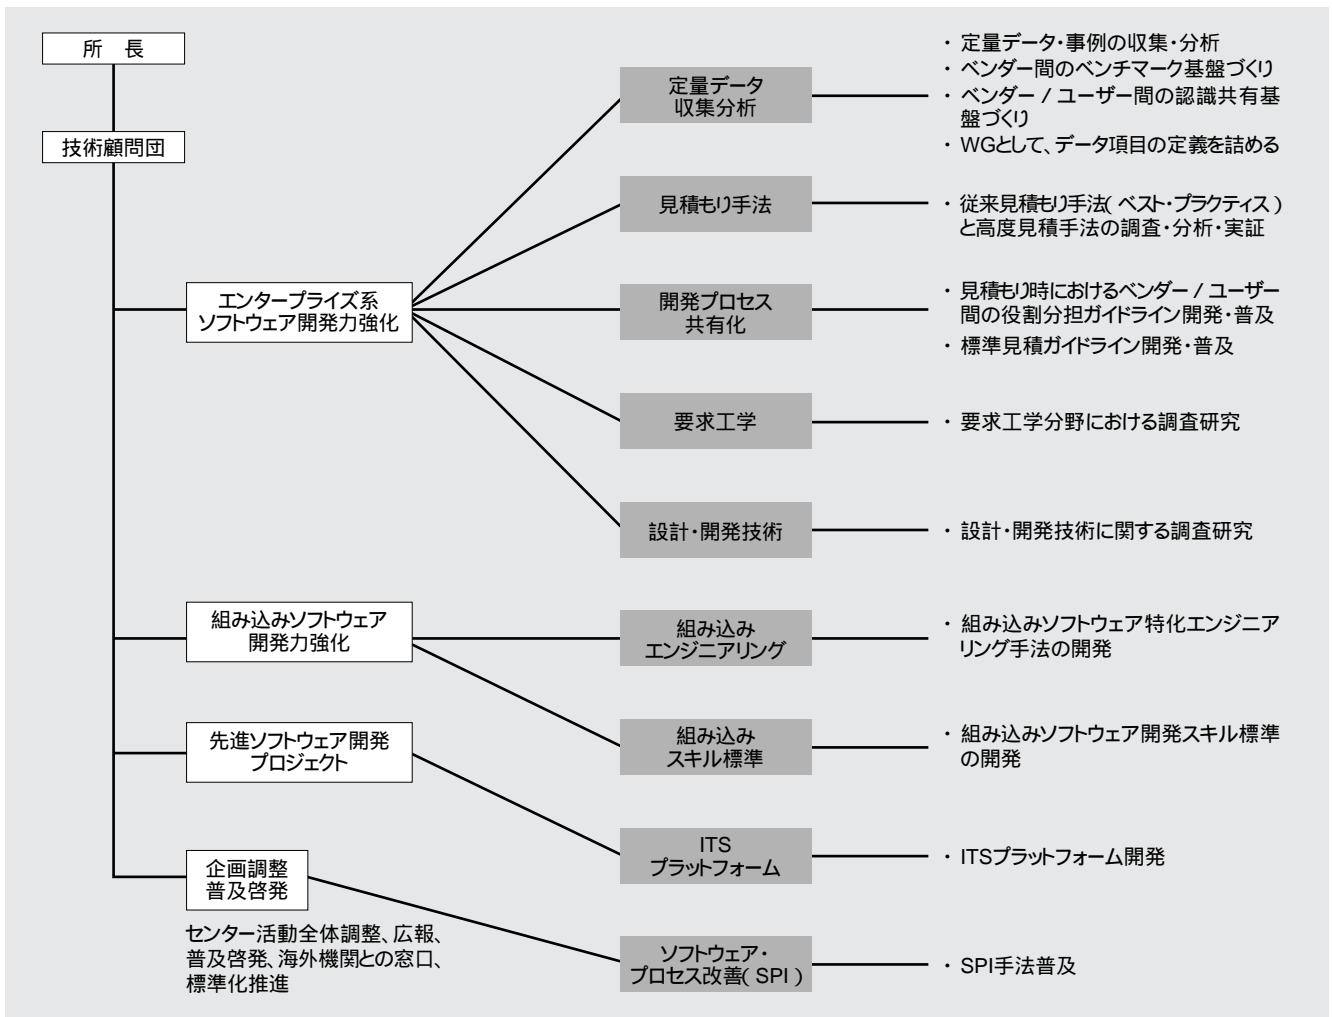 所　長
技術顧問団
エンタープライズ系
ソフトウェア開発力強化
定量データ
収集分析
・ 定量データ・事例の収集・分析
・ ベンダー間のベンチマーク基盤づくり
・ ベンダー / ユーザー間の認識共有基
盤づくり
・ WGとして、データ項目の定義を詰める
見積もり手法
・ 従来見積もり手法( ベスト・プラクティス )
と高度見積手法の調査・分析・実証
開発プロセス
共有化
・ 見積もり時におけるベンダー / ユーザー
間の役割分担ガイドライン開発・普及
・ 標準見積ガイドライン開発・普及
要求工学
・ 要求工学分野における調査研究
設計・開発技術
・ 設計・開発技術に関する調査研究
組み込みソフトウェア
開発力強化
組み込み
エンジニアリング
・ 組み込みソフトウェア特化エンジニア
リング手法の開発
組み込み
スキル標準
・ 組み込みソフトウェア開発スキル標準
の開発
先進ソフトウェア開発
プロジェクト
ITS
プラットフォーム
・ ITSプラットフォーム開発
企画調整
普及啓発
センター活動全体調整、広報、
普及啓発、海外機関との窓口、
標準化推進
ソフトウェア・
プロセス改善( SPI )
・ SPI手法普及